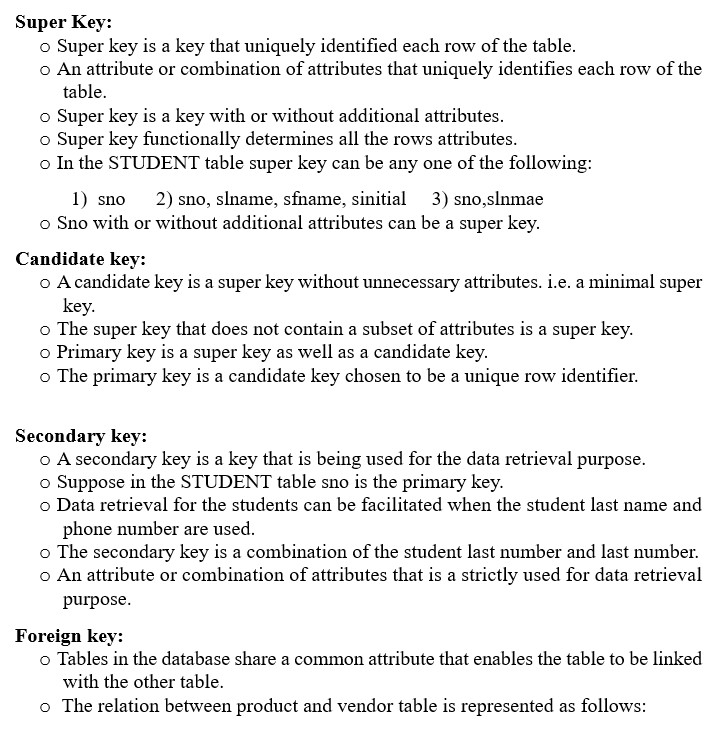 Super Key:
o Super key is a key that uniquely identified each row of the table.
o An attribute or combination of attributes that uniquely identifies each row of the
table.
o Super key is a key with or without additional attributes.
o Super key functionally determines all the rows attributes.
o In the STUDENT table super key can be any one of the following:
1) sno 2) sno, slname, sfname, sinitial 3) sno,slnmae
o Sno with or without additional attributes can be a super key.
Candidate key:
o A candidate key is a super key without unnecessary attributes. i.e. a minimal super
key.
o The super key that does not contain a subset of attributes is a super key.
o Primary key is a super key as well as a candidate key.
o The primary key is a candidate key chosen to be a unique row identifier.
Secondary key:
o A secondary key is a key that is being used for the data retrieval purpose.
o Suppose in the STUDENT table sno is the primary key.
o Data retrieval for the students can be facilitated when the student last name and
phone number are used.
o The secondary key is a combination of the student last number and last number.
o An attribute or combination of attributes that is a strictly used for data retrieval
purpose.
Foreign key:
o Tables in the database share a common attribute that enables the table to be linked
with the other table.
o The relation between product and vendor table is represented as follows: